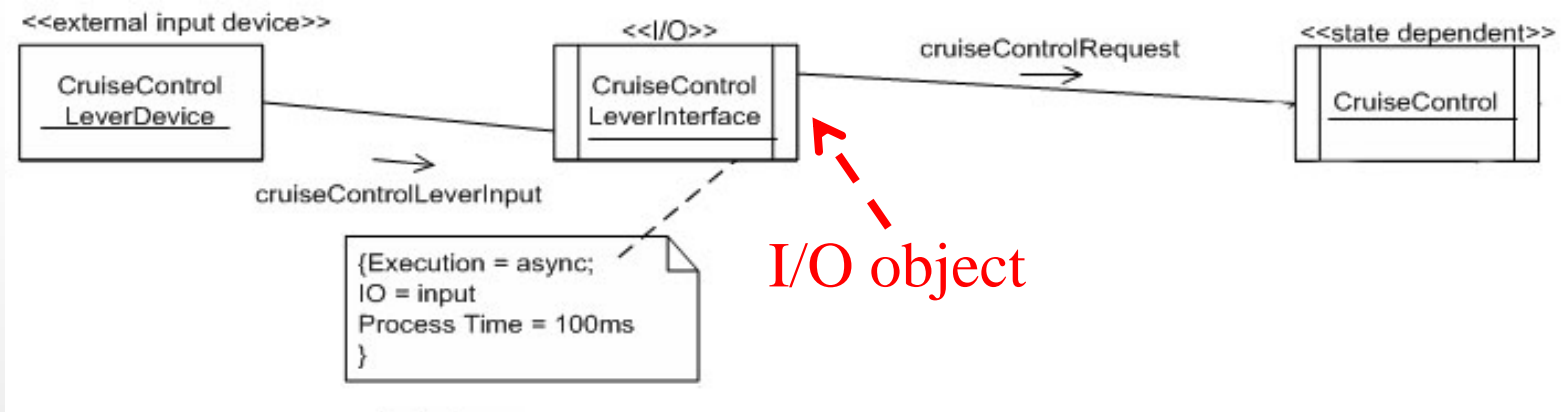 <<external input device>>
<<I/O>>
<<state dependent>>
CruiseControl
LeverDevice
CruiseControl
LeverInterface
cruiseControlRequest
CruiseControl
cruiseControlLeverInput
{Execution = async;
IO = input
Process Time = 100ms
}
I/O object